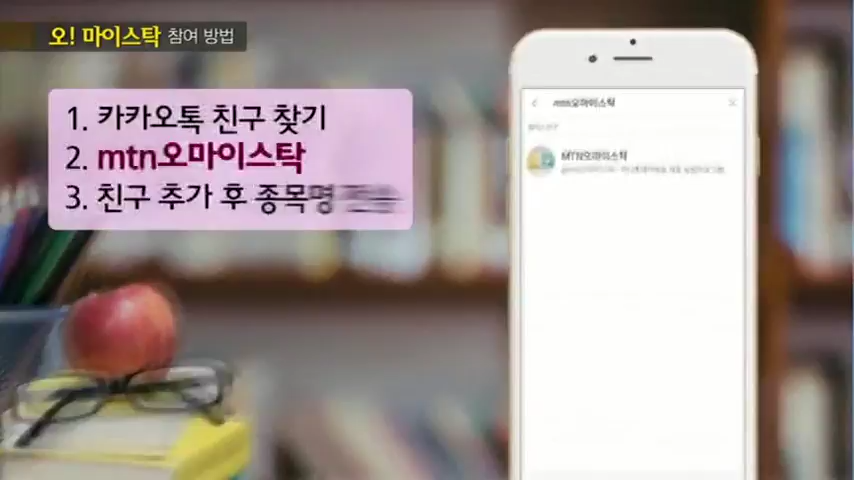 오! 마이스탁 참여 방법
1. 카카오톡 친구 찾기
2. mtn오마이스탁
3. 친구 추가 후 종목명 전송
mtn오마이스탁
MTN오마이스탁